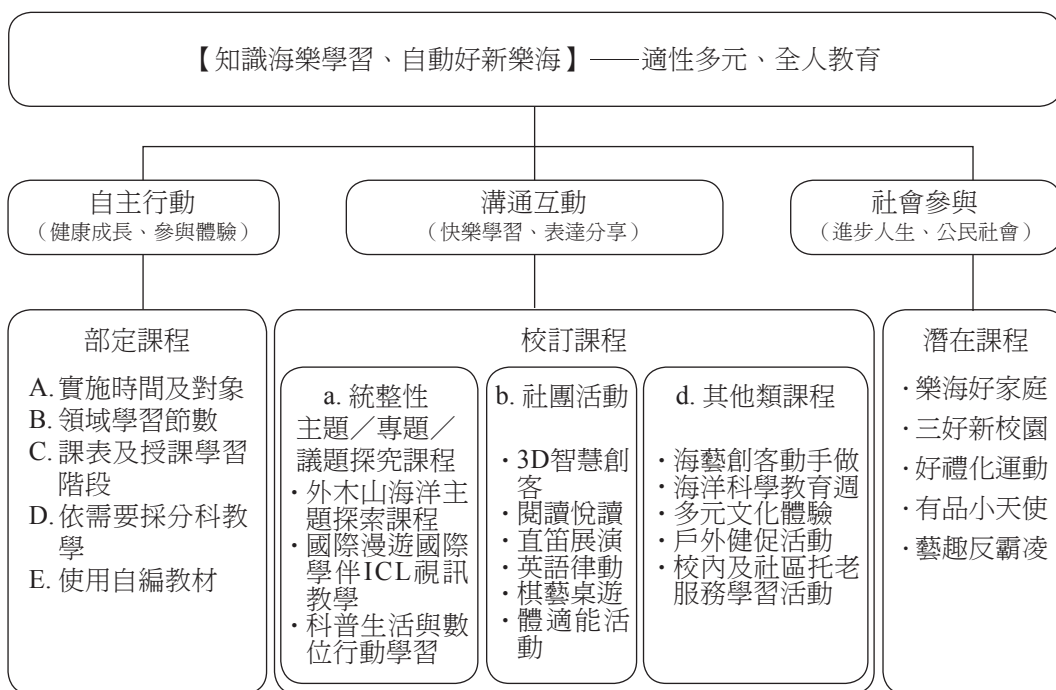 【知識海樂學習、自動好新樂海】——適性多元、全人教育
自主行動
（健康成長、參與體驗）
溝通互動
（快樂學習、表達分享）
社會參與
（進步人生、公民社會）
部定課程
A. 實施時間及對象
B. 領域學習節數
C. 課表及授課學習
階段
D. 依需要採分科教
學
E. 使用自編教材
校訂課程
a. 統整性
主題／專題／
議題探究課程
・外木山海洋主
題探索課程
・國際漫遊國際
學伴ICL視訊
教學
・科普生活與數
位行動學習
b. 社團活動
・3D智慧創
客
・閱讀悅讀
・直笛展演
・英語律動
・棋藝桌遊
・體適能活
動
d. 其他類課程
・海藝創客動手做
・海洋科學教育週
・多元文化體驗
・戶外健促活動
・校內及社區托老
服務學習活動
潛在課程
・樂海好家庭
・三好新校園
・好禮化運動
・有品小天使
・藝趣反霸凌